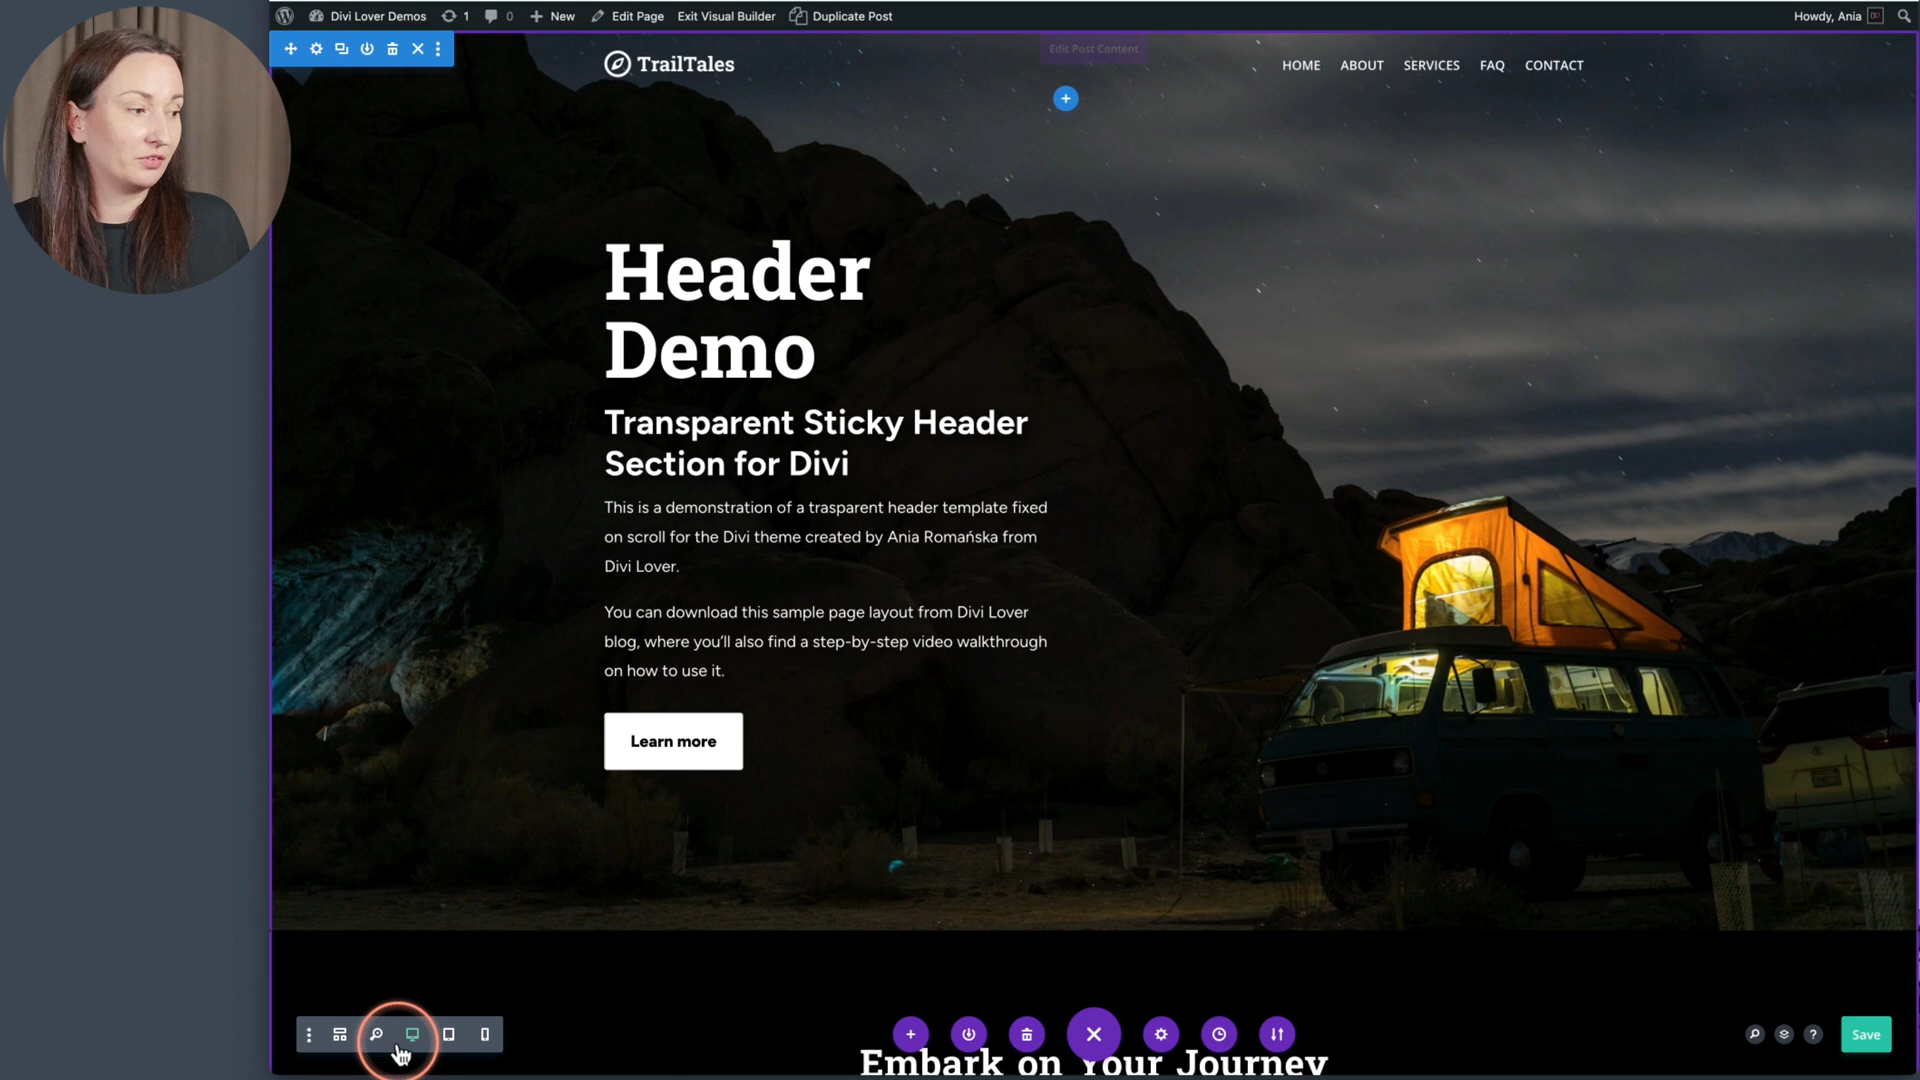 Divi Lover Demos 1 0 New Edit Page Exit Visual Builder Duplicate Post Howdy, Ania
Edit Post Content
TrailTales HOME ABOUT SERVICES FAQ CONTACT
Header
Demo
Transparent Sticky Header
Section for Divi
This is a demonstration of a trasparent header template fixed
on scroll for the Divi theme created by Ania Romańska from
Divi Lover.
You can download this sample page layout from Divi Lover
blog, where you'll also find a step-by-step video walkthrough
on how to use it.
Learn more
Save
Embark on Your Journey